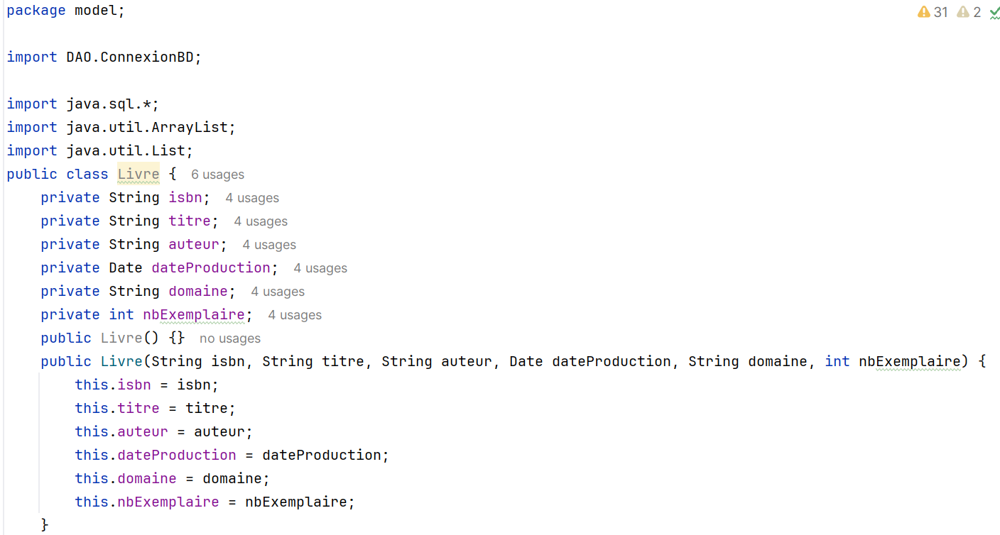 package model;
31 2
import DAO.ConnexionBD;
import java.sql.*;
import java.util.ArrayList;
import java.util.List;
public class Livre { 6 usages
private String isbn; 4 usages
private String titre; 4 usages
private String auteur; 4 usages
private Date dateProduction; 4 usages
private String domaine; 4 usages
private int nbExemplaire; 4 usages
public Livre() {} no usages
public Livre(String isbn, String titre, String auteur, Date dateProduction, String domaine, int nbExemplaire) {
this.isbn = isbn;
this.titre = titre;
this.auteur = auteur;
this.dateProduction = dateProduction;
this.domaine = domaine;
this.nbExemplaire = nbExemplaire;
}